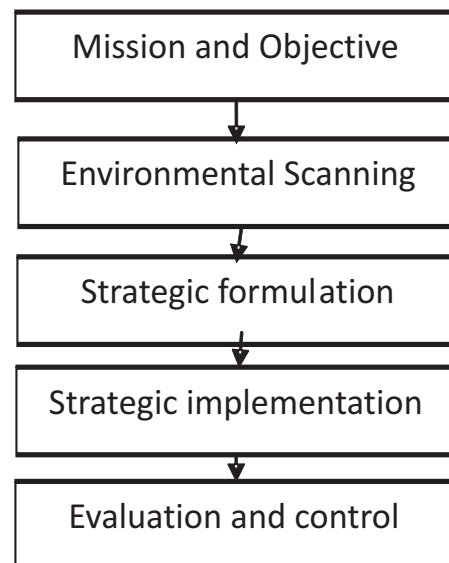 Mission and Objective
Environmental Scanning
Strategic formulation
Strategic implementation
Evaluation and control